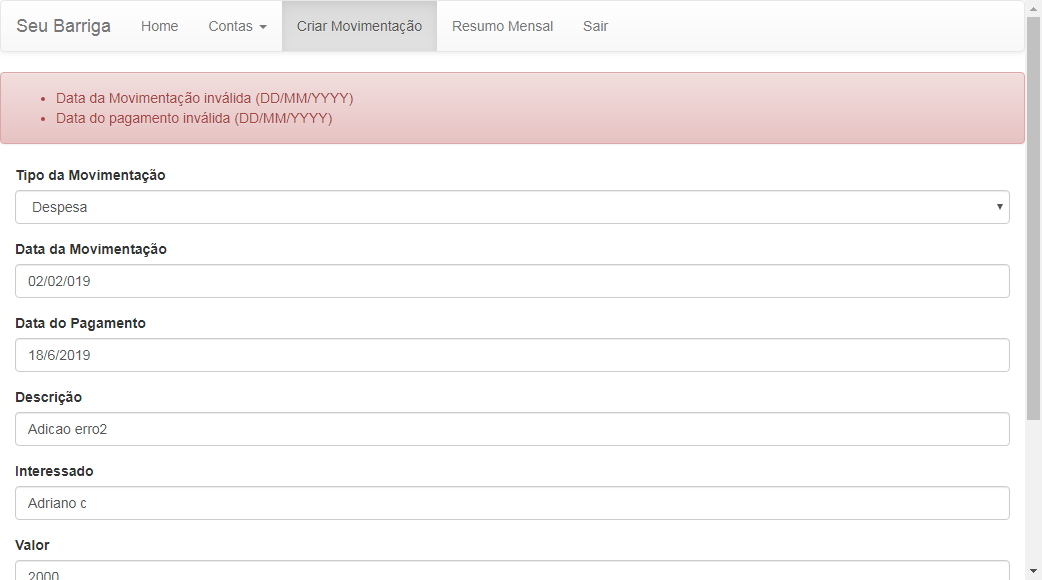 Seu Barriga Home Contas Criar Movimentação Resumo Mensal Sair
Data da Movimentação inválida (DD/MM/YYYY)
Data do pagamento inválida (DD/MM/YYYY)
Tipo da Movimentação
Despesa
Data da Movimentação
02/02/019
Data do Pagamento
18/6/2019
Descrição
Adicao erro2
Interessado
Adriano c
Valor
2000